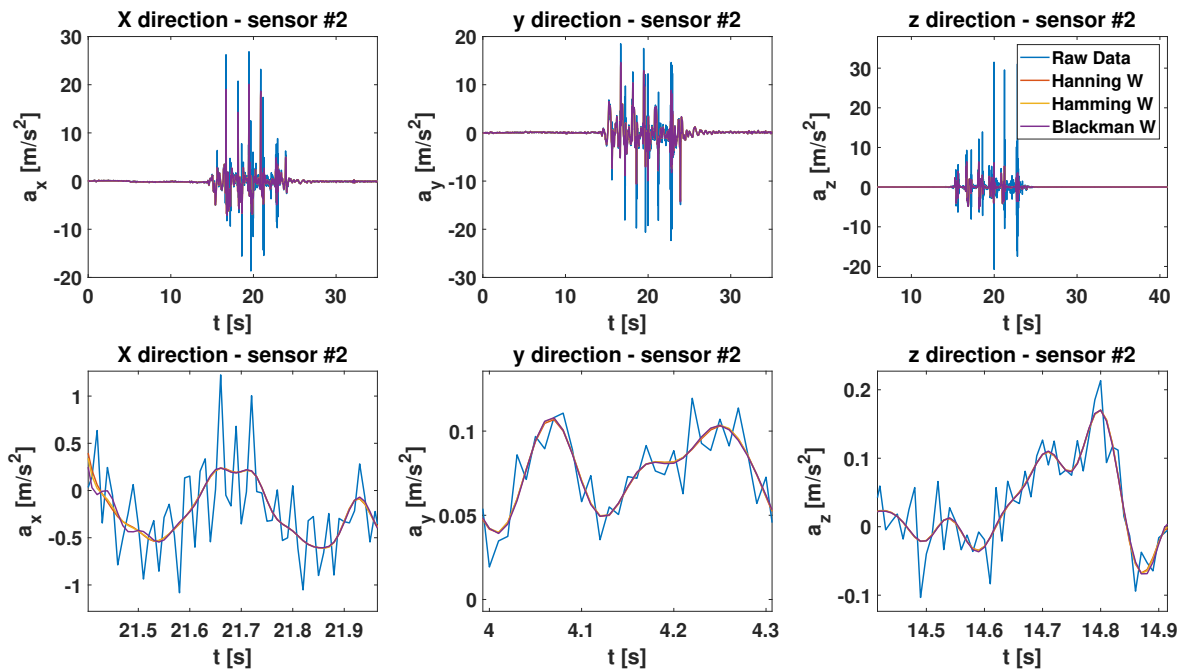 X direction - sensor #2
y direction - sensor #2
z direction - sensor #2
a_x [m/s^2]
30
20
10
0
-10
-20
0
10
20
30
t [s]
a_y [m/s^2]
20
10
0
-10
-20
-30
0
10
20
30
t [s]
a_z [m/s^2]
30
20
10
0
-10
-20
10
20
30
40
t [s]
Raw Data
Hanning W
Hamming W
Blackman W
X direction - sensor #2
y direction - sensor #2
z direction - sensor #2
a_x [m/s^2]
1
0.5
0
-0.5
-1
21.5
21.6
21.7
21.8
21.9
t [s]
a_y [m/s^2]
0.1
0.05
0
4
4.1
4.2
4.3
t [s]
a_z [m/s^2]
0.2
0.1
0
-0.1
14.5
14.6
14.7
14.8
14.9
t [s]